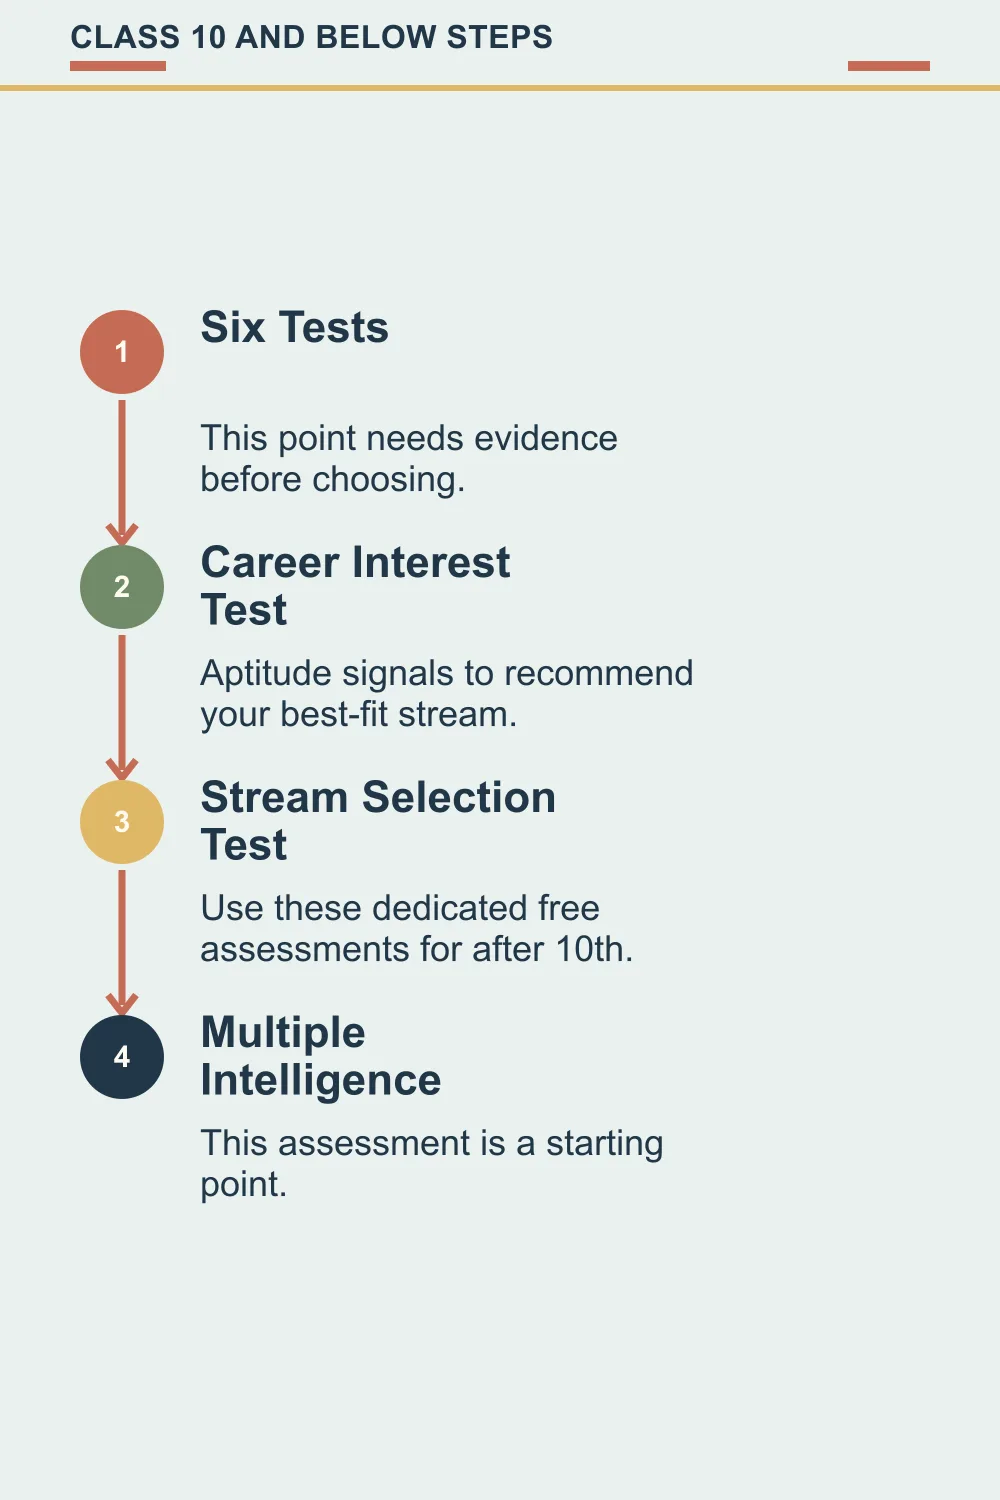 CLASS 10 AND BELOW STEPS
1
Six Tests
This point needs evidence
before choosing.
2
Career Interest
Test
Aptitude signals to recommend
your best-fit stream.
3
Stream Selection
Test
Use these dedicated free
assessments for after 10th.
4
Multiple
Intelligence
This assessment is a starting
point.